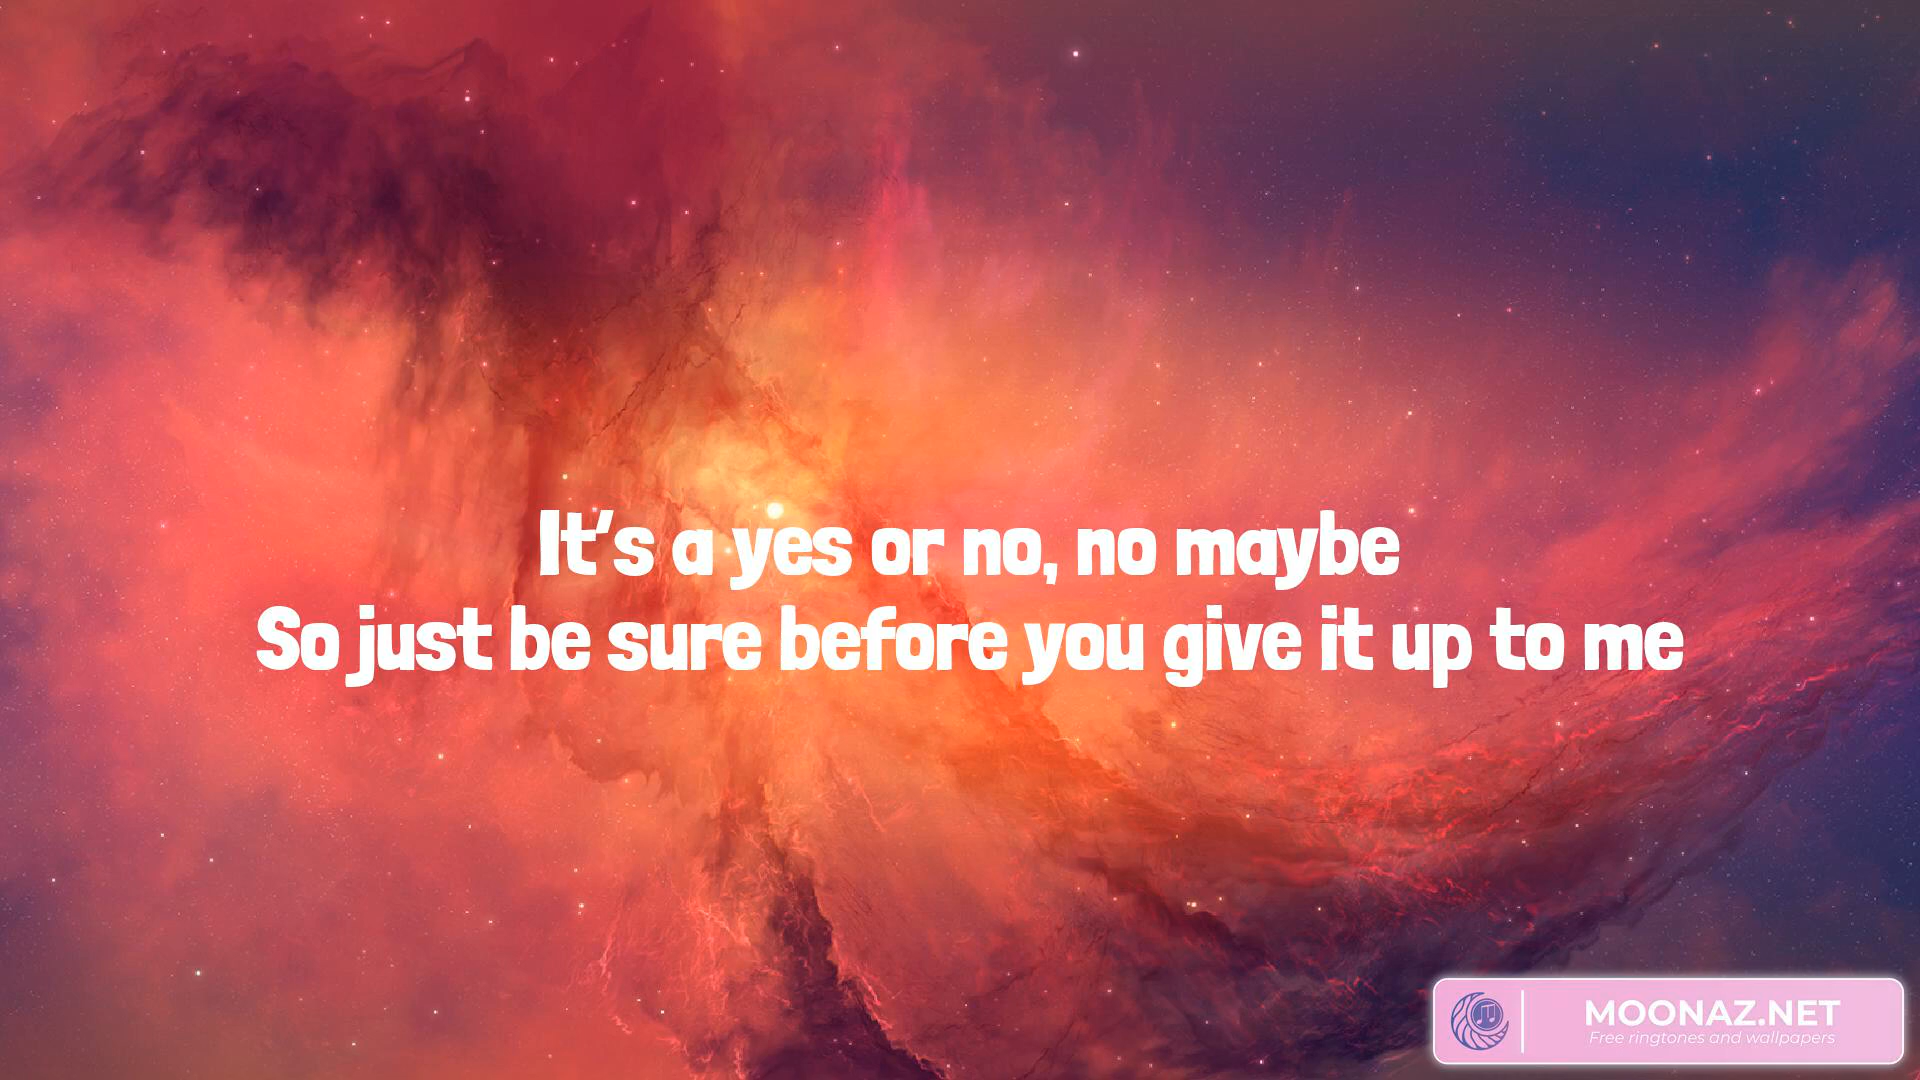 It's a yes or no, no maybe
So just be sure before you give it up to me
MOONAZ.NET
Free ringtones and wallpapers